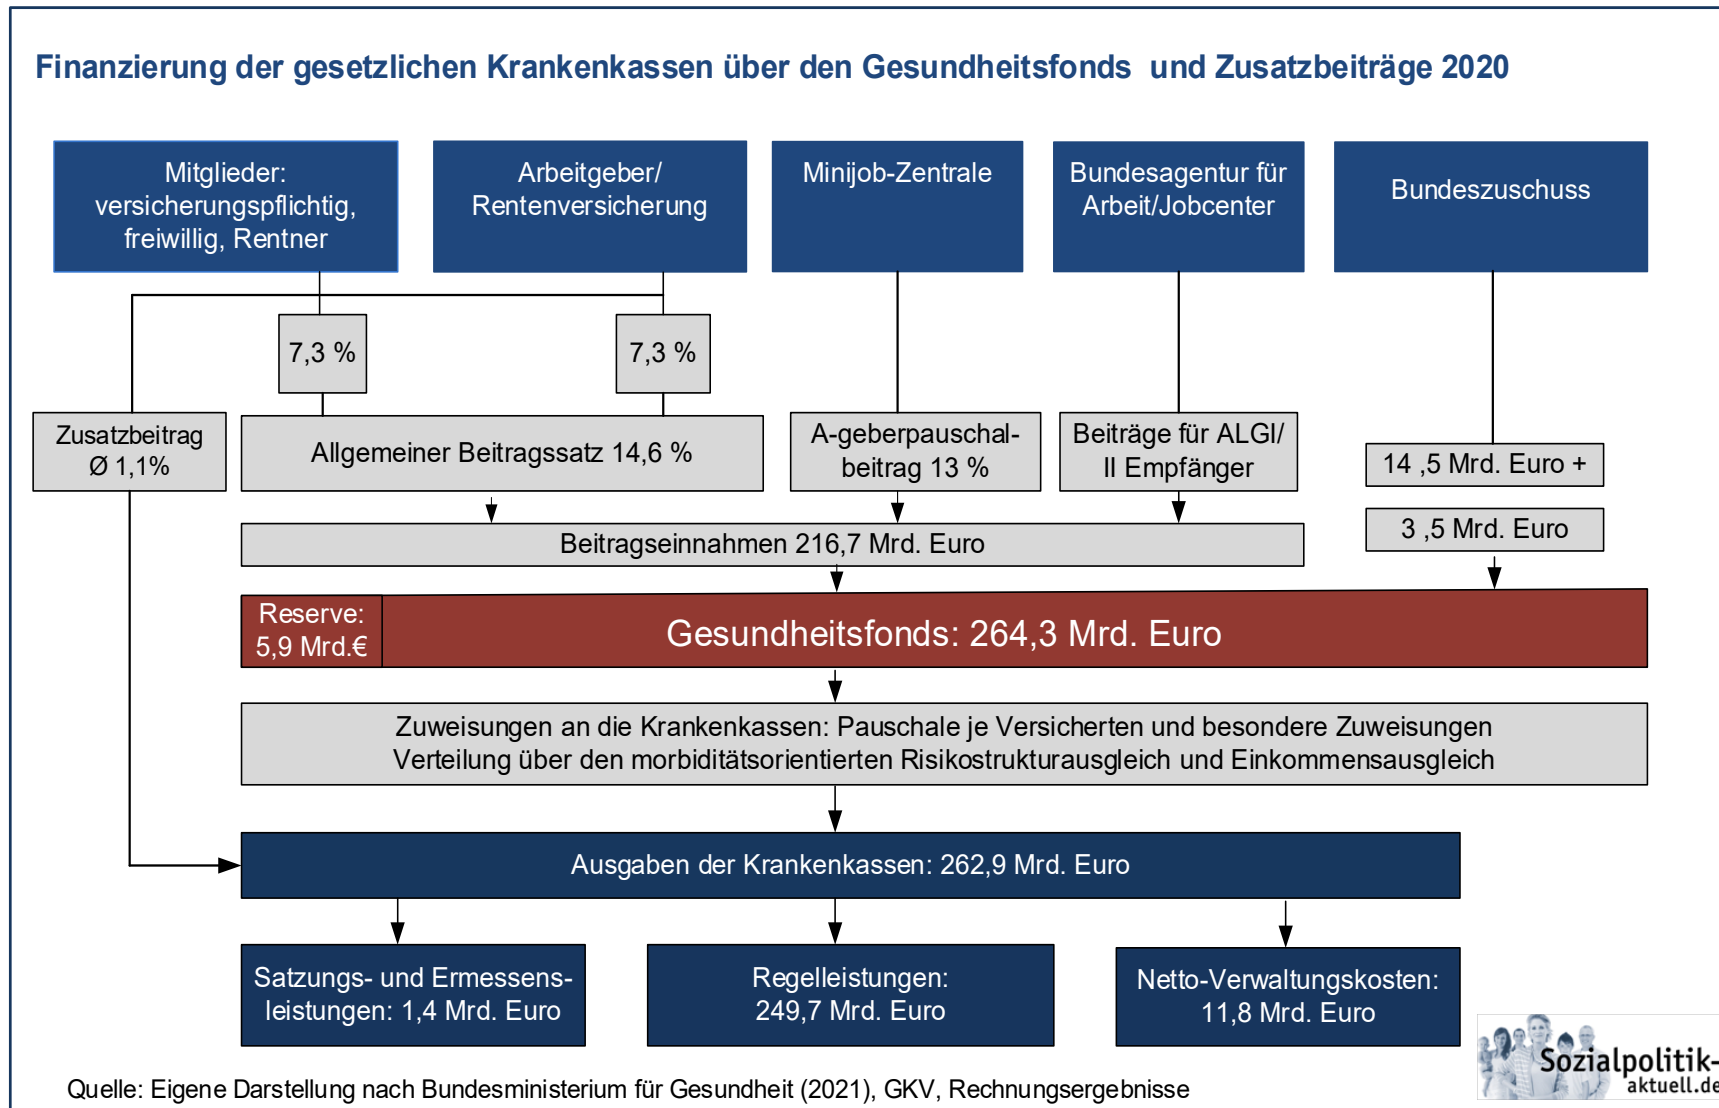 Finanzierung der gesetzlichen Krankenkassen über den Gesundheitsfonds  und Zusatzbeiträge 2020
Mitglieder:
versicherungspflichtig,
freiwillig, Rentner
Arbeitgeber/
Rentenversicherung
Minijob-Zentrale
Bundesagentur für
Arbeit/Jobcenter
Bundeszuschuss
7,3 %
7,3 %
Zusatzbeitrag
Ø 1,1%
Allgemeiner Beitragssatz 14,6 %
A-geberpauschal-
beitrag 13 %
Beiträge für ALGI/
II Empfänger
14 ,5 Mrd. Euro +
3 ,5 Mrd. Euro
Beitragseinnahmen 216,7 Mrd. Euro
Reserve:
5,9 Mrd.€
Gesundheitsfonds: 264,3 Mrd. Euro
Zuweisungen an die Krankenkassen: Pauschale je Versicherten und besondere Zuweisungen
Verteilung über den morbiditätsorientierten Risikostrukturausgleich und Einkommensausgleich
Ausgaben der Krankenkassen: 262,9 Mrd. Euro
Satzungs- und Ermessens-
leistungen: 1,4 Mrd. Euro
Regelleistungen:
249,7 Mrd. Euro
Netto-Verwaltungskosten:
11,8 Mrd. Euro
Sozialpolitik-
aktuell.de
Quelle: Eigene Darstellung nach Bundesministerium für Gesundheit (2021), GKV, Rechnungsergebnisse